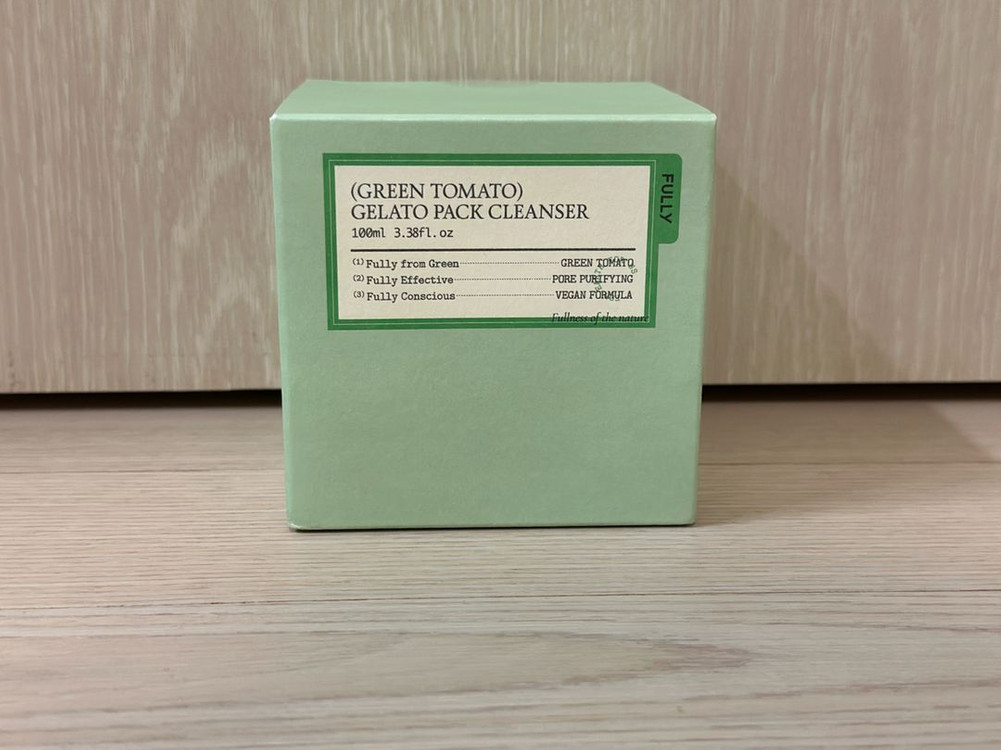 (GREEN TOMATO)
GELATO PACK CLEANSER
100ml 3.38fl.oz
(1) Fully from Green GREEN TOMATO
(2) Fully Effective PORE PURIFYING
(3) Fully Conscious VEGAN FORMULA
Fullness of the nature
FULLY